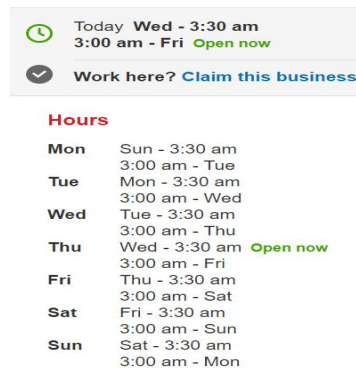 Today Wed - 3:30 am
3:00 am - Fri Open now
Work here? Claim this business
Hours
Mon Sun - 3:30 am
3:00 am - Tue
Tue Mon - 3:30 am
3:00 am - Wed
Wed Tue - 3:30 am
3:00 am - Thu
Thu Wed - 3:30 am Open now
3:00 am - Fri
Fri Thu - 3:30 am
3:00 am - Sat
Sat Fri - 3:30 am
3:00 am - Sun
Sun Sat - 3:30 am
3:00 am - Mon